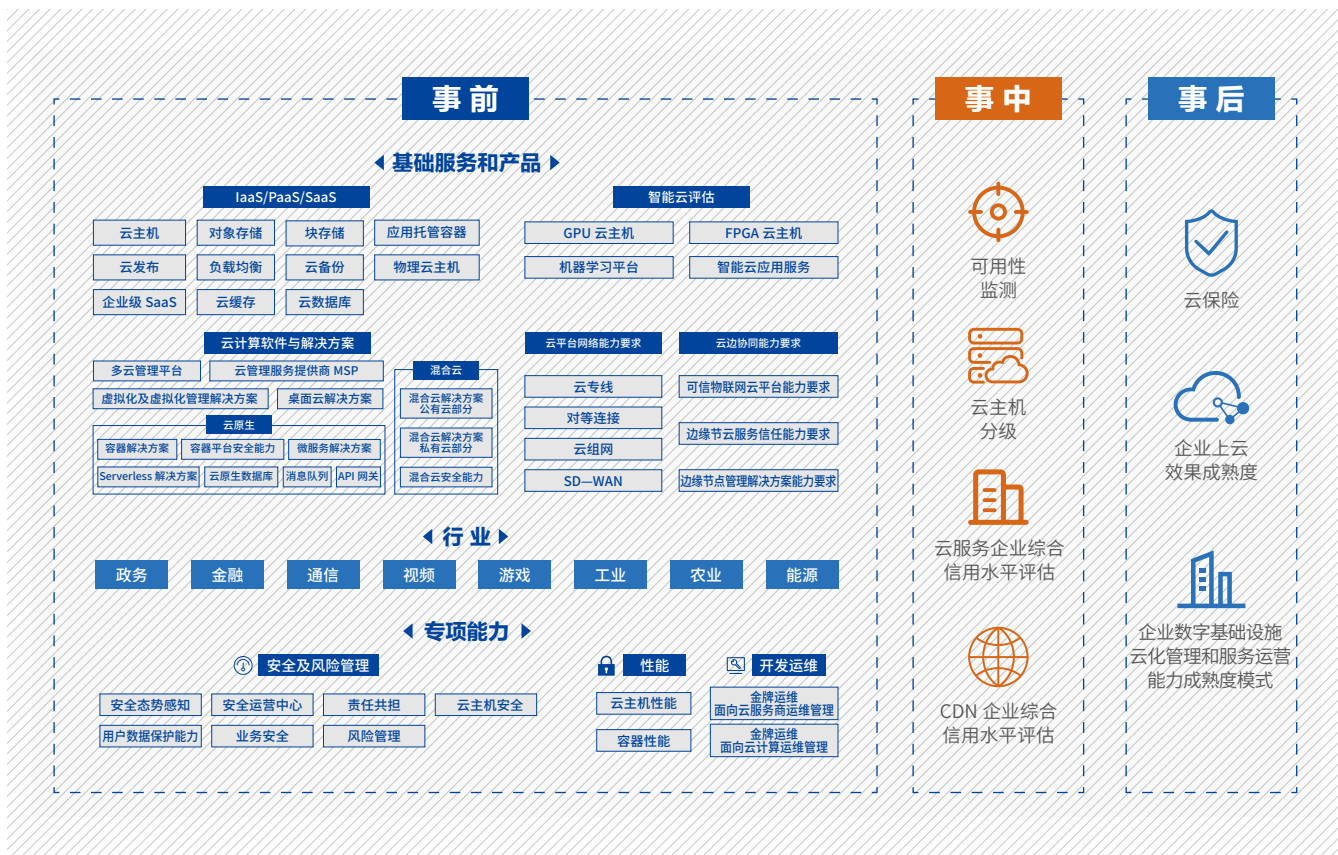 事前
基础服务和产品
IaaS/PaaS/SaaS
云主机
对象存储
块存储
应用托管容器
云发布
负载均衡
云备份
物理云主机
企业级 SaaS
云缓存
云数据库
智能云评估
GPU 云主机
FPGA 云主机
机器学习平台
智能云应用服务
云计算软件与解决方案
多云管理平台
云管理服务提供商 MSP
虚拟化及虚拟化管理解决方案
桌面云解决方案
云原生
容器解决方案
容器平台安全能力
微服务解决方案
Serverless 解决方案
云原生数据库
消息队列
API 网关
混合云
混合云解决方案
公有云部分
混合云解决方案
私有云部分
混合云安全能力
云平台网络能力要求
云专线
对等连接
云组网
SD—WAN
云边协同能力要求
可信物联网云平台能力要求
边缘节云服务信任能力要求
边缘节点管理解决方案能力要求
行业
政务
金融
通信
视频
游戏
工业
农业
能源
专项能力
安全及风险管理
安全态势感知
安全运营中心
责任共担
云主机安全
用户数据保护能力
业务安全
风险管理
性能
云主机性能
容器性能
开发运维
金牌运维
面向云服务商运维管理
金牌运维
面向云计算运维管理
事中
可用性
监测
云主机
分级
云服务企业综合
信用水平评估
CDN 企业综合
信用水平评估
事后
云保险
企业上云
效果成熟度
企业数字基础设施
云化管理和服务运营
能力成熟度模式